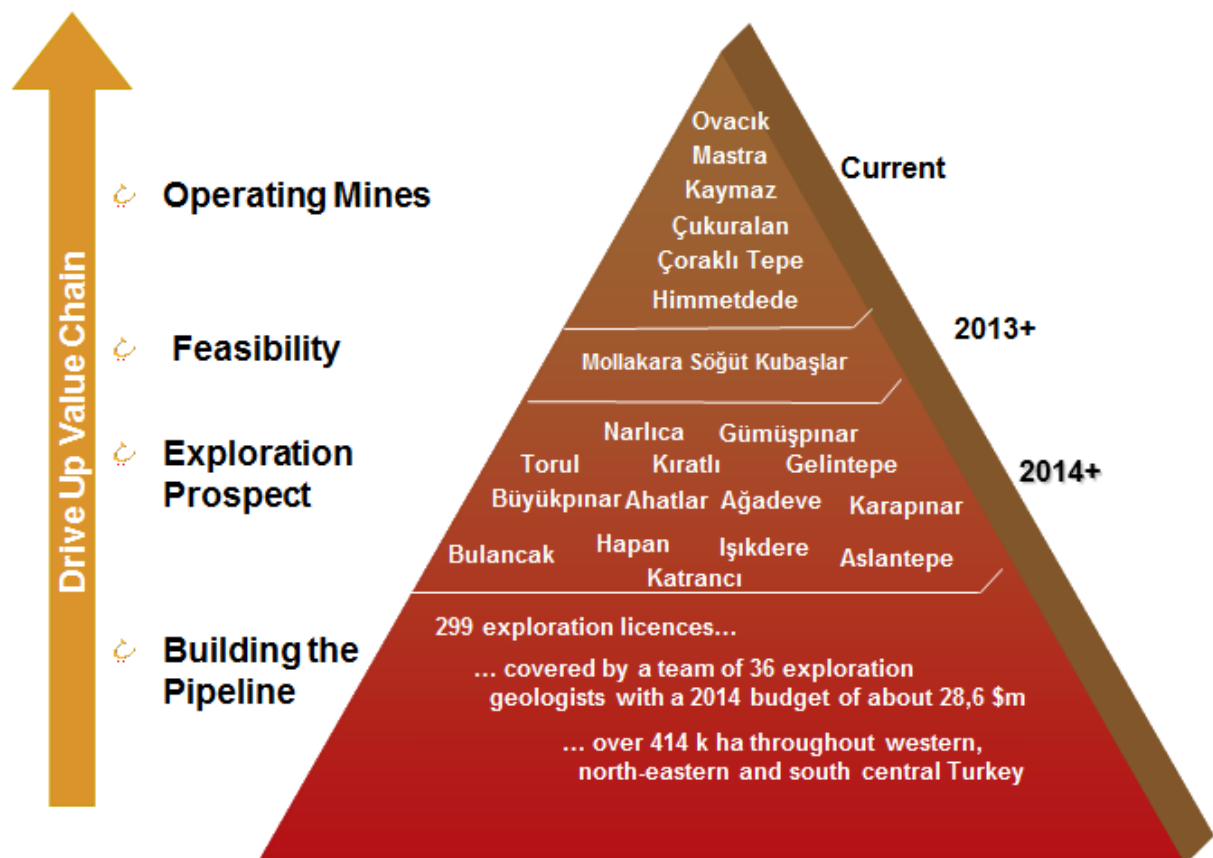 Drive Up Value Chain
Operating Mines
Ovacık
Mastra
Kaymaz
Çukuralan
Çoraklı Tepe
Himmetdede
Current
Feasibility
Mollakara Söğüt Kubaşlar
2013+
Exploration
Prospect
Narlıca Gümüşpınar
Torul Kıratlı Gelintepe
Büyükpınar Ahatlar Ağadeve Karapınar
Bulancak Hapan Işıkdere Aslantepe
Katrancı
2014+
Building the
Pipeline
299 exploration licences…
… covered by a team of 36 exploration
geologists with a 2014 budget of about 28,6 $m
… over 414 k ha throughout western,
north-eastern and south central Turkey